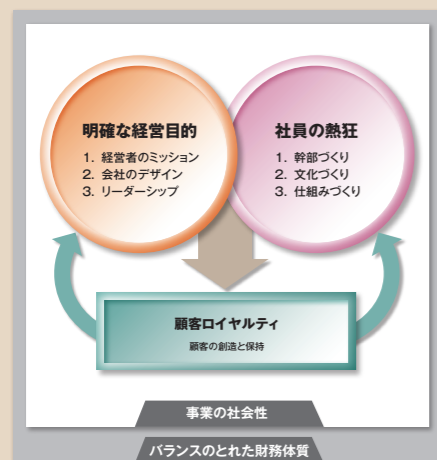 明確な経営目的
1. 経営者のミッション
2. 会社のデザイン
3. リーダーシップ
社員の熱狂
1. 幹部づくり
2. 文化づくり
3. 仕組みづくり
顧客ロイヤルティ
顧客の創造と保持
事業の社会性
バランスのとれた財務体質